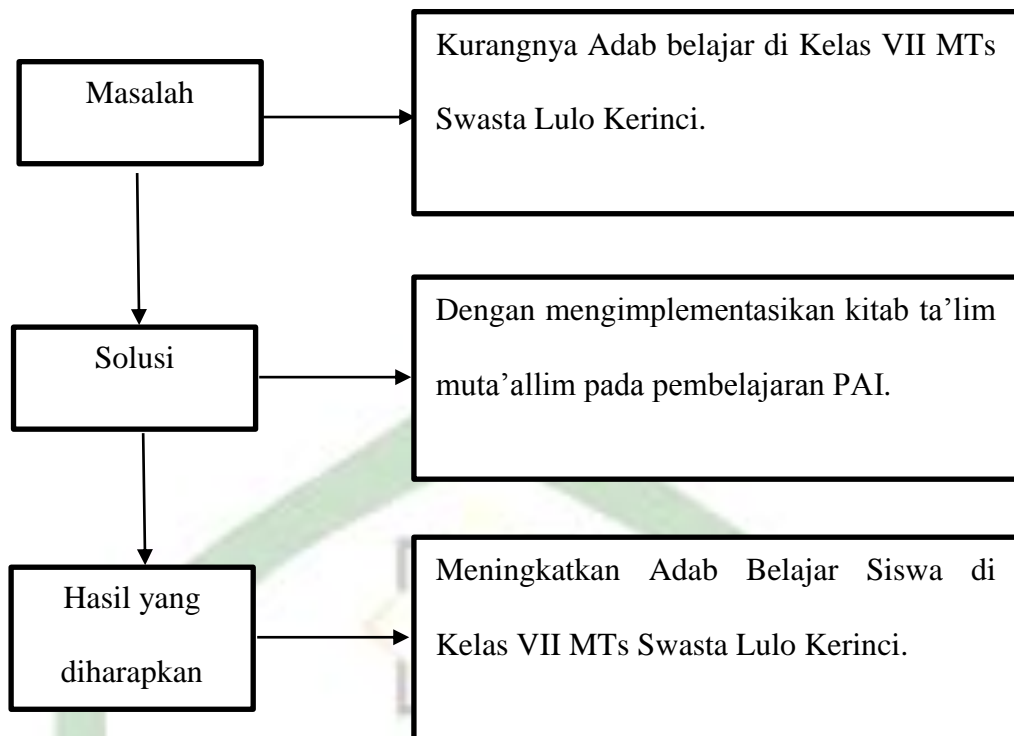 Masalah
Kurangnya Adab belajar di Kelas VII MTs
Swasta Lulo Kerinci.
Solusi
Dengan mengimplementasikan kitab ta’lim
muta’allim pada pembelajaran PAI.
Hasil yang
diharapkan
Meningkatkan Adab Belajar Siswa di
Kelas VII MTs Swasta Lulo Kerinci.